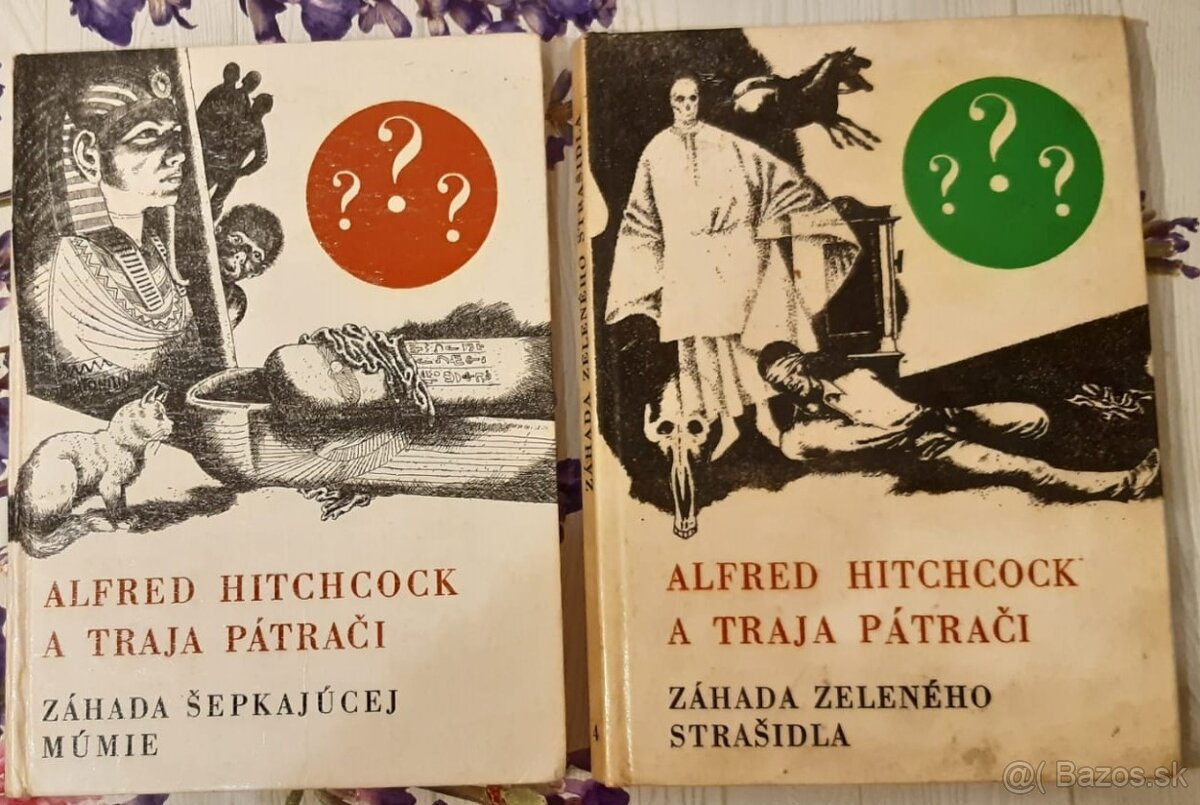 ? ? ?
ALFRED HITCHCOCK
A TRAJA PÁTRAČI
ZÁHADA ŠEPKAJÚCEJ
MÚMIE
ZÁHADA ZELENÉHO STRAŠIDLA
4
? ? ?
ALFRED HITCHCOCK
A TRAJA PÁTRAČI
ZÁHADA ZELENÉHO
STRAŠIDLA
@( Bazos.sk